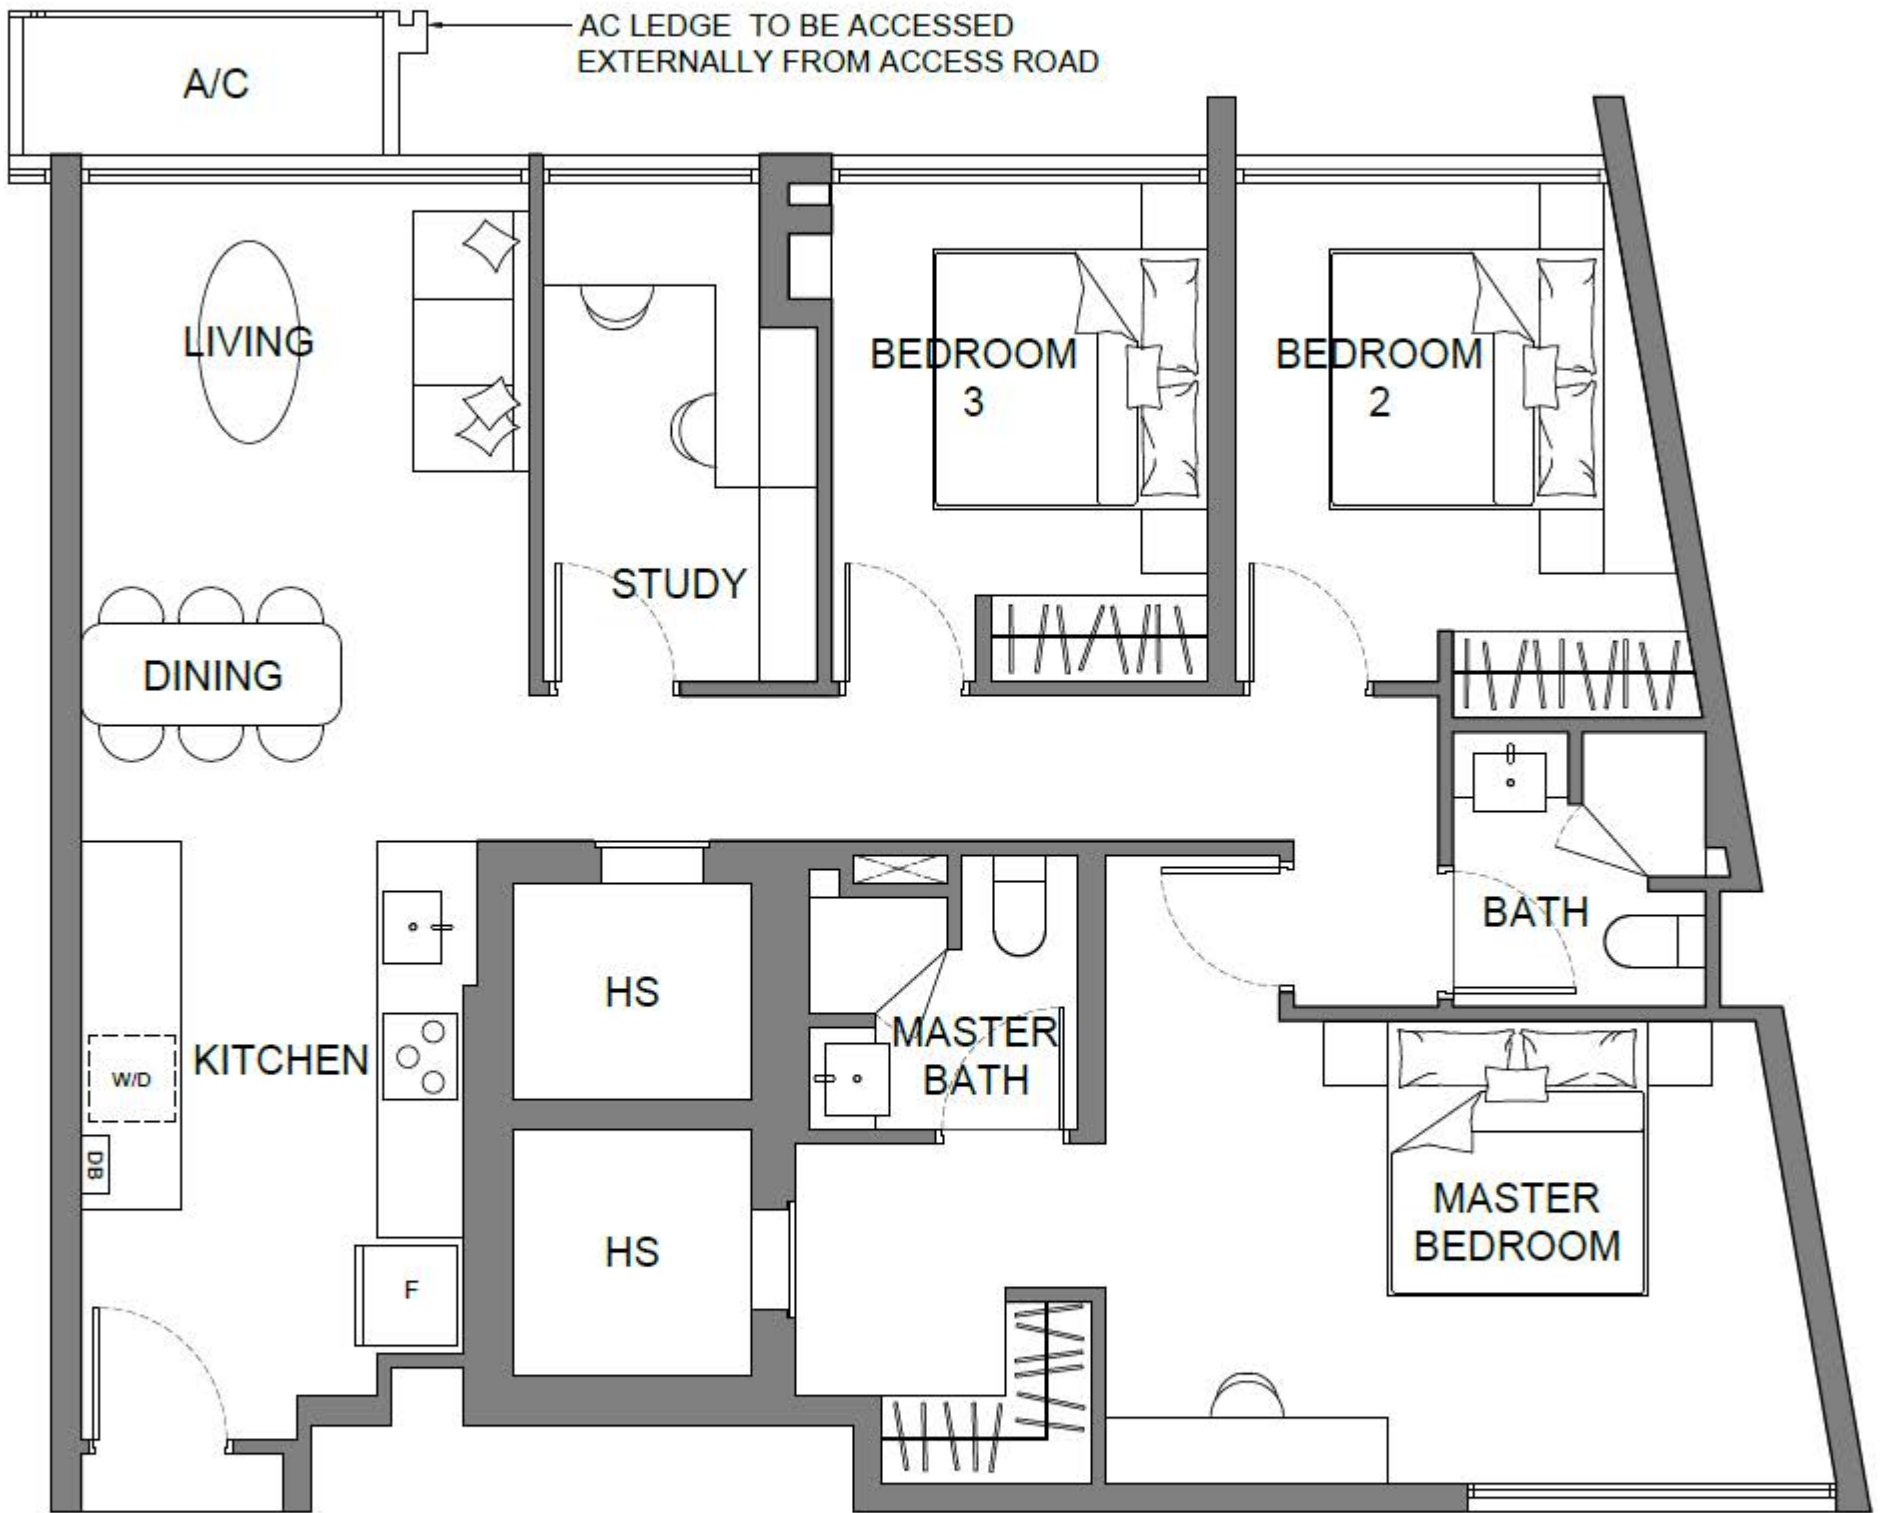 AC LEDGE TO BE ACCESSED
EXTERNALLY FROM ACCESS ROAD
A/C
LIVING
BEDROOM
3
BEDROOM
2
STUDY
DINING
BATH
HS
MASTER
BATH
KITCHEN
W/D
DB
MASTER
BEDROOM
HS
F